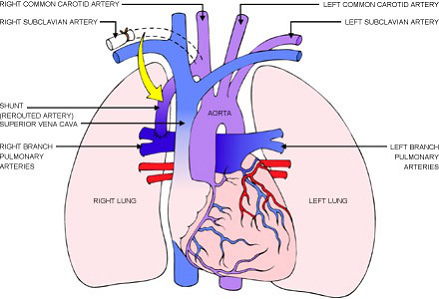 RIGHT COMMON CAROTID ARTERY
LEFT COMMON CAROTID ARTERY
RIGHT SUBCLAVIAN ARTERY
LEFT SUBCLAVIAN ARTERY
SHUNT
(REROUTED ARTERY)
SUPERIOR VENA CAVA
AORTA
RIGHT BRANCH
PULMONARY
ARTERIES
LEFT BRANCH
PULMONARY
ARTERIES
RIGHT LUNG
LEFT LUNG